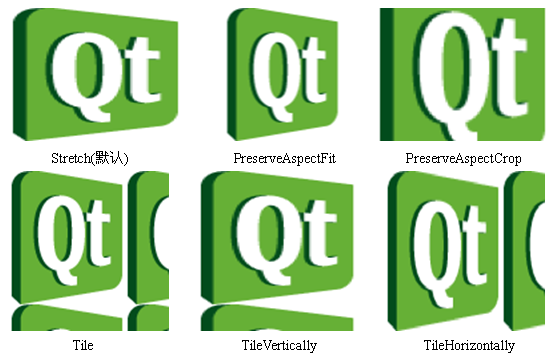 Qt
Qt
Qt
Stretch(默认)
PreserveAspectFit
PreserveAspectCrop
Qt
Qt
Qt
Tile
TileVertically
TileHorizontally